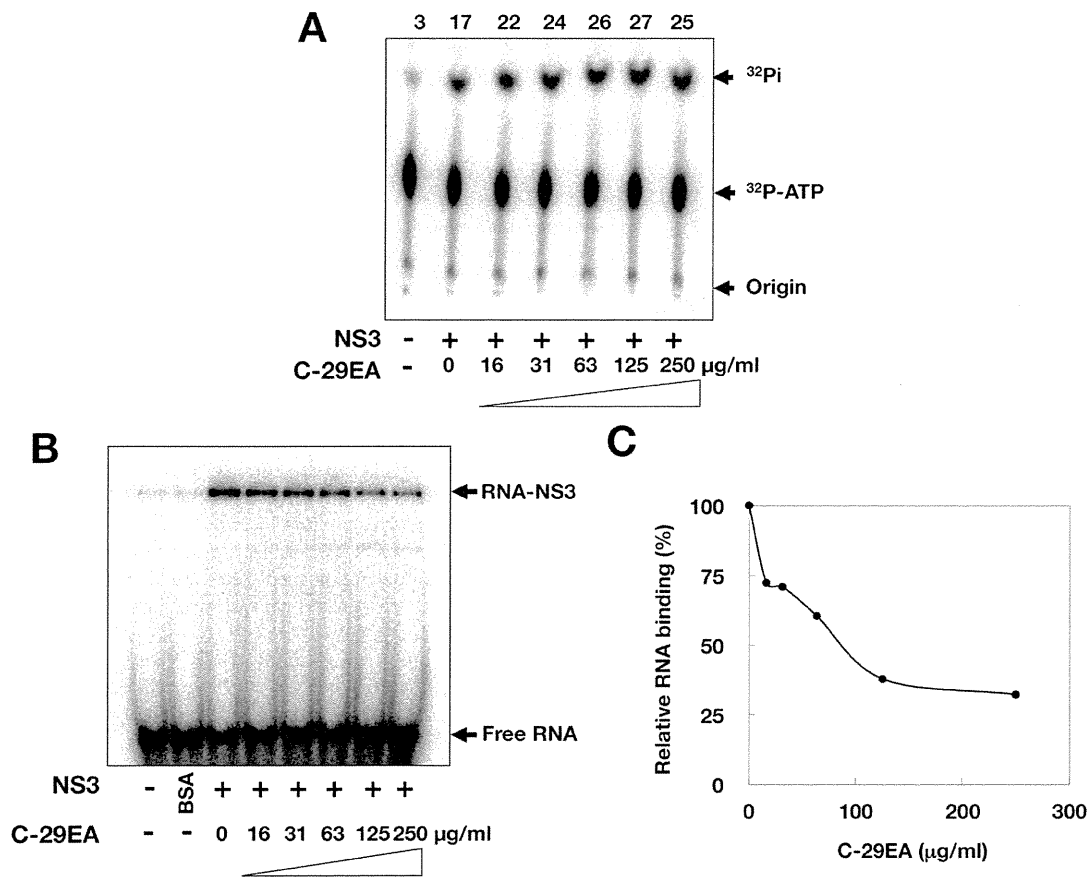 A
3 17 22 24 26 27 25
³²Pi
³²P-ATP
Origin
NS3 - + + + + + +
C-29EA - 0 16 31 63 125 250 μg/ml
B
RNA-NS3
Free RNA
NS3 - BSA + + + + + +
C-29EA - - 0 16 31 63 125 250 μg/ml
C
Relative RNA binding (%)
100
75
50
25
0
0 100 200 300
C-29EA (μg/ml)